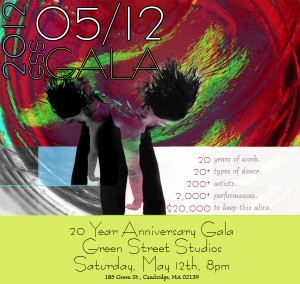 2012
GSS
05/12
GALA
20 years of work.
20+ types of dance.
200+ artists.
2,000+ performances.
$20,000 to keep this alive.
20 Year Anniversary Gala
Green Street Studios
Saturday, May 12th, 8pm
185 Green St., Cambridge, MA 02139